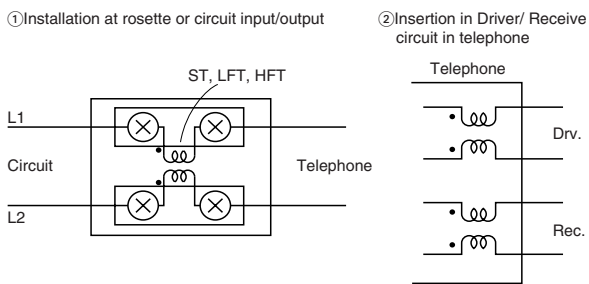 ①Installation at rosette or circuit input/output
②Insertion in Driver/ Receive
circuit in telephone
ST, LFT, HFT
L1
Circuit
Telephone
L2
Telephone
Drv.
Rec.